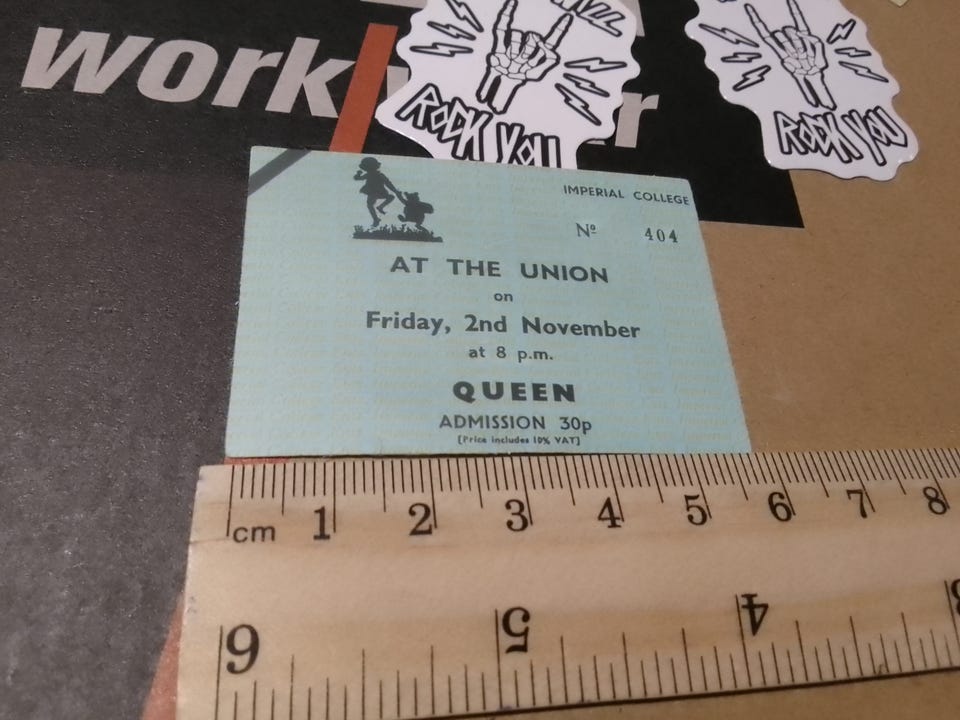 work
ROCK YOU
ROCK YOU
IMPERIAL COLLEGE
Nº 404
AT THE UNION
on
Friday, 2nd November
at 8 p.m.
QUEEN
ADMISSION 30p
[Price includes 10% VAT]
cm 1 2 3 4 5 6 7 8
6 5 4